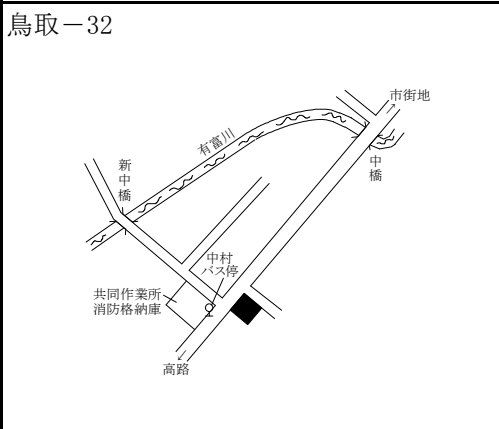 鳥取－32
市街地
有富川
新中橋
中橋
中村
バス停
共同作業所
消防格納庫
高路